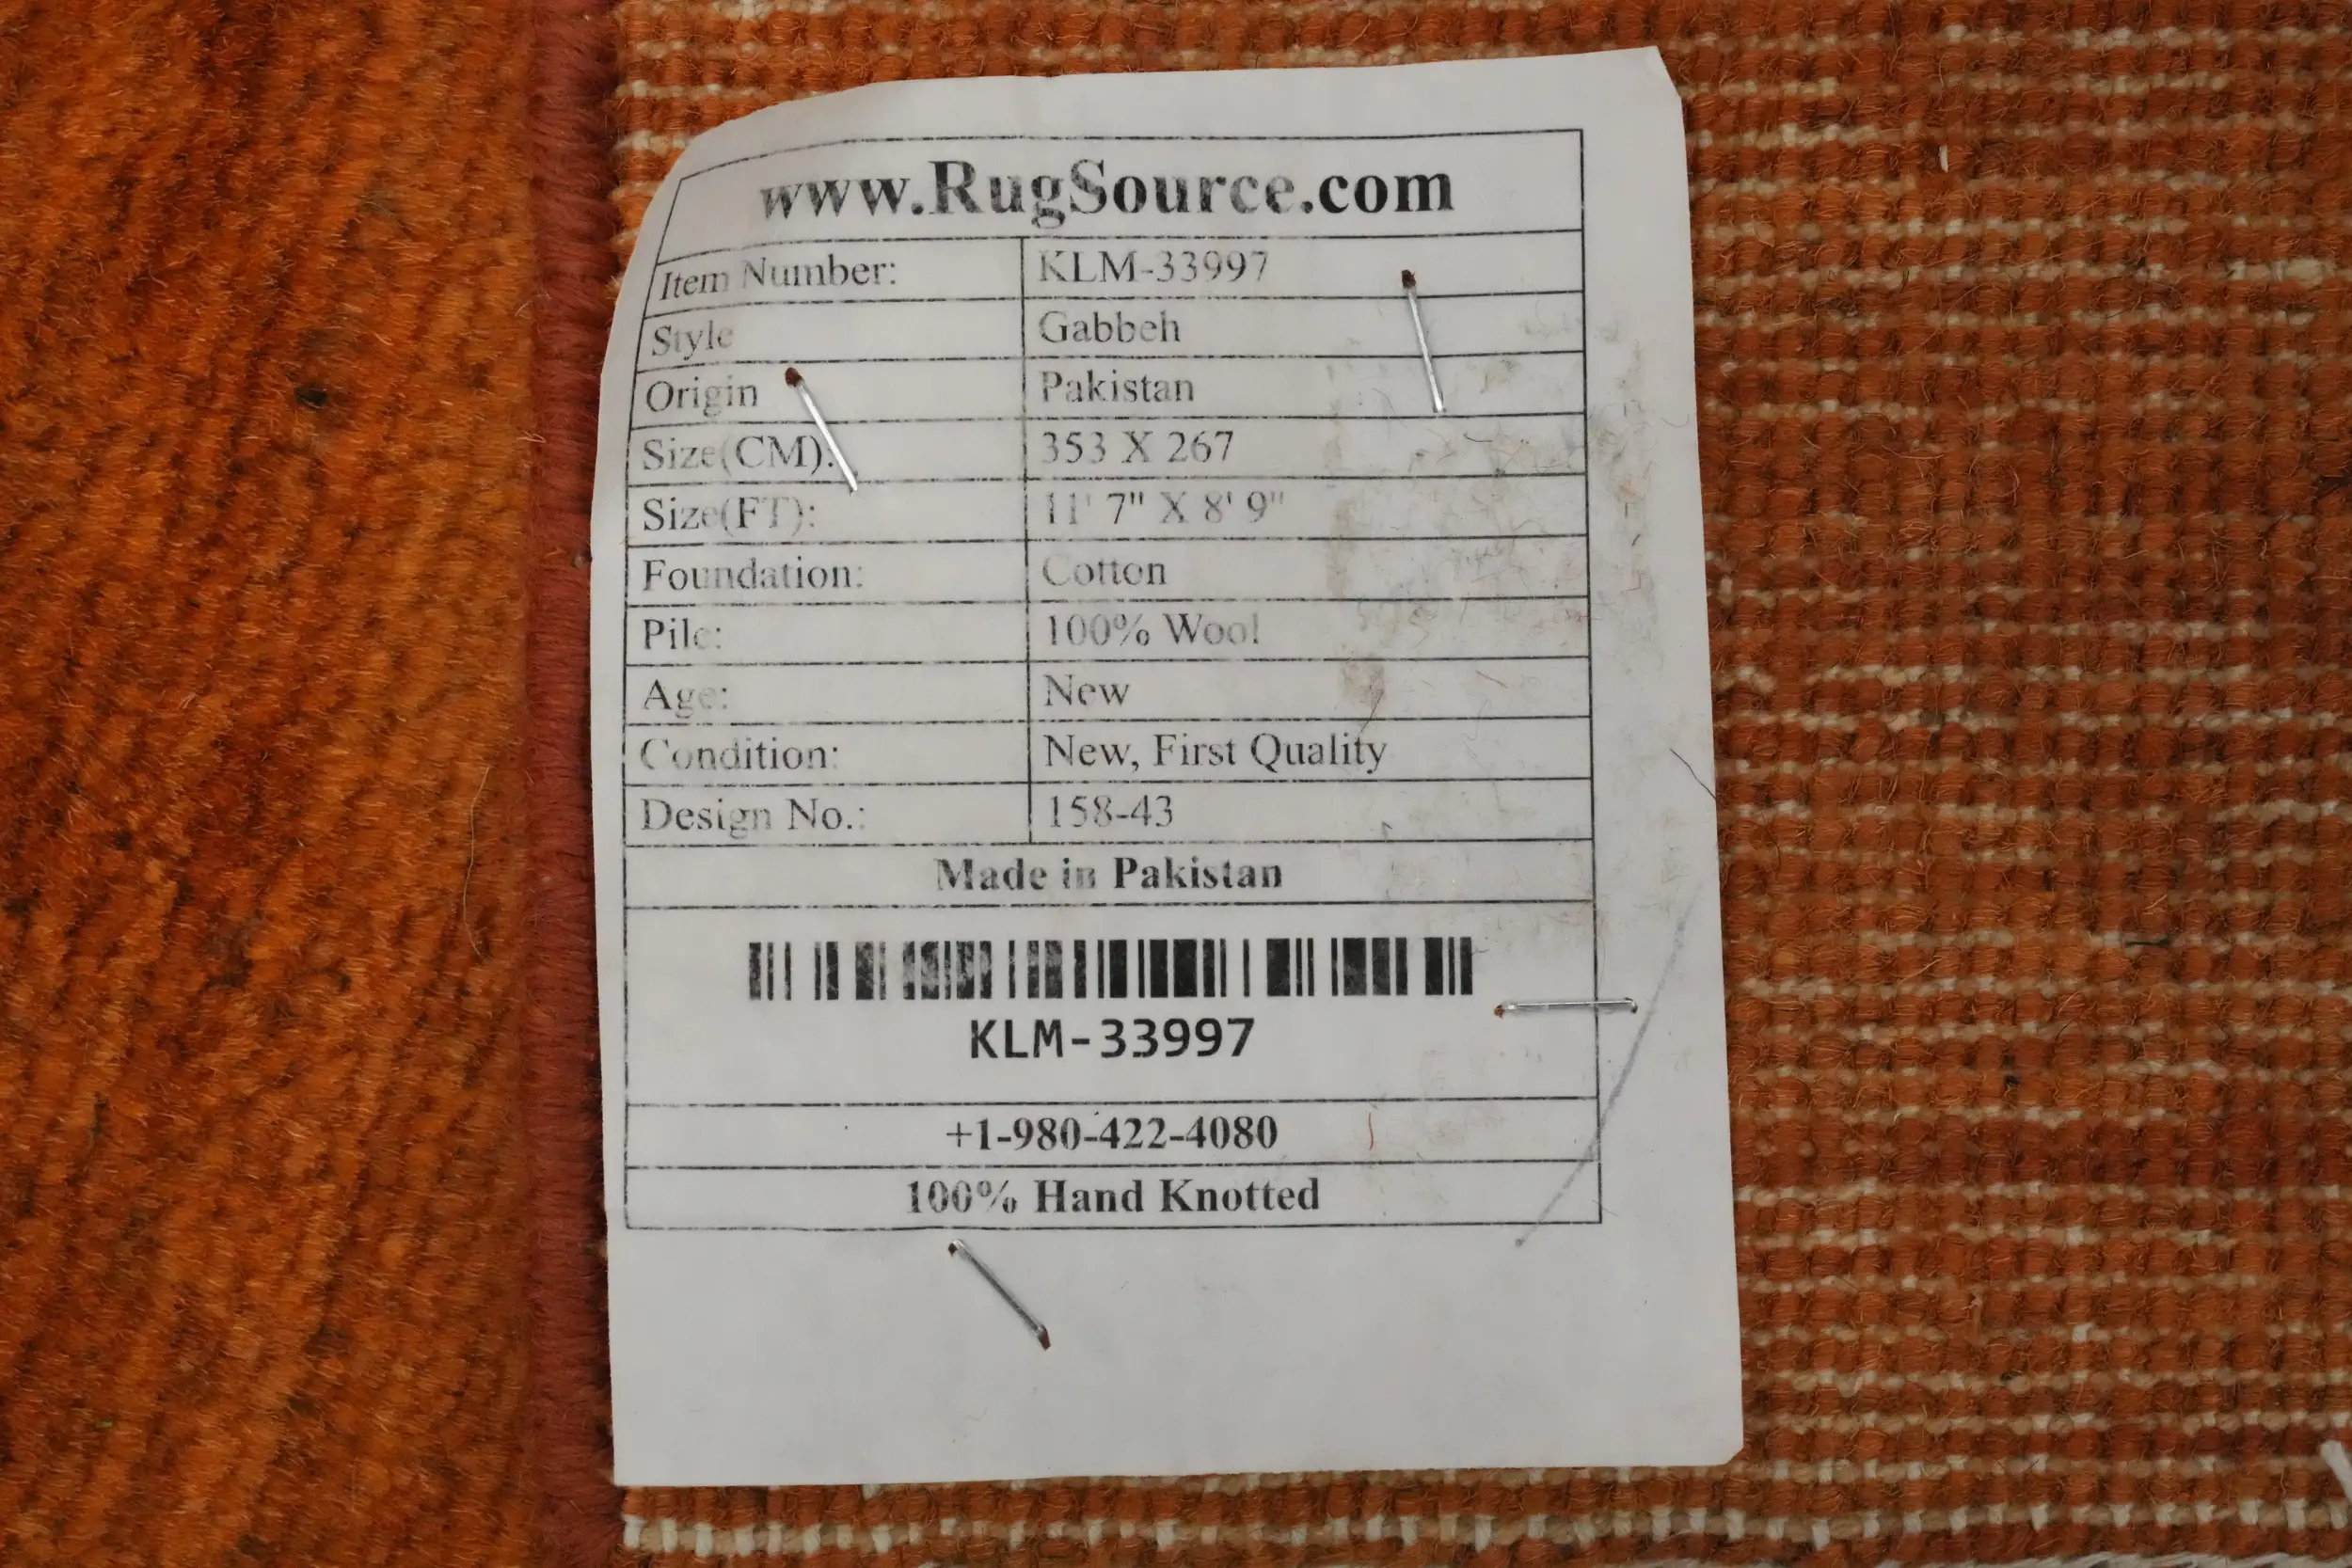 www.RugSource.com
Item Number: KLM-33997
Style Gabbeh
Origin Pakistan
Size(CM): 353 X 267
Size(FT): 11' 7" X 8' 9"
Foundation: Cotton
Pile: 100% Wool
Age: New
Condition: New, First Quality
Design No.: 158-43
Made in Pakistan
KLM-33997
+1-980-422-4080
100% Hand Knotted